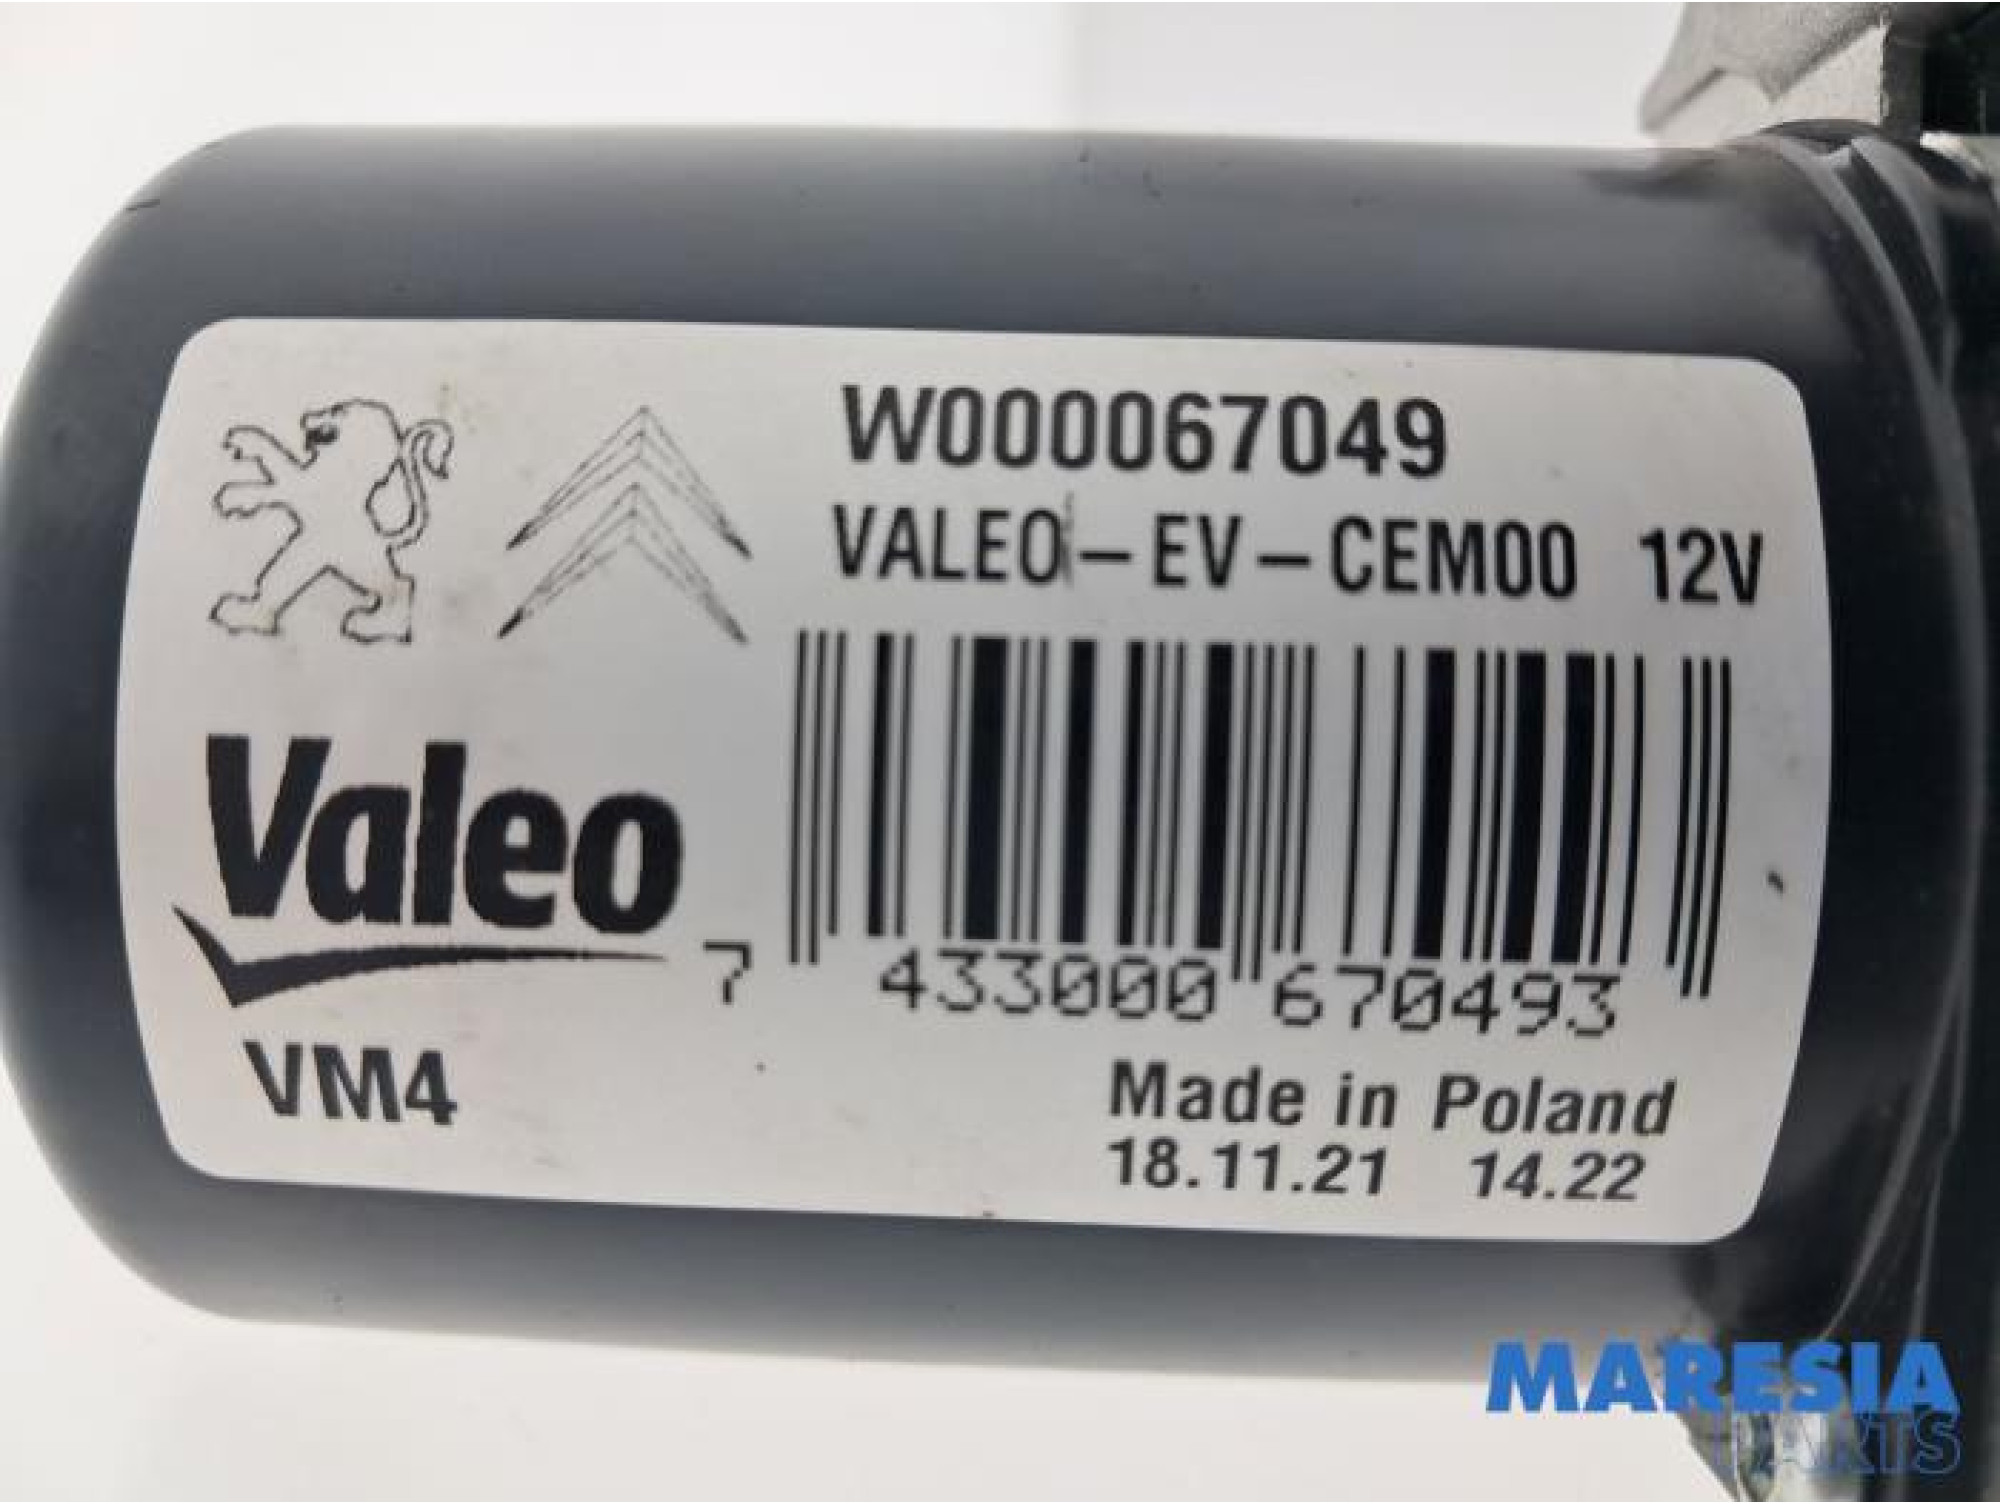 W000067049
VALEO-EV-CEM00 12V
Valeo
7 433000 670493
VM4
Made in Poland
18.11.21 14.22
MARESIA
PARTS